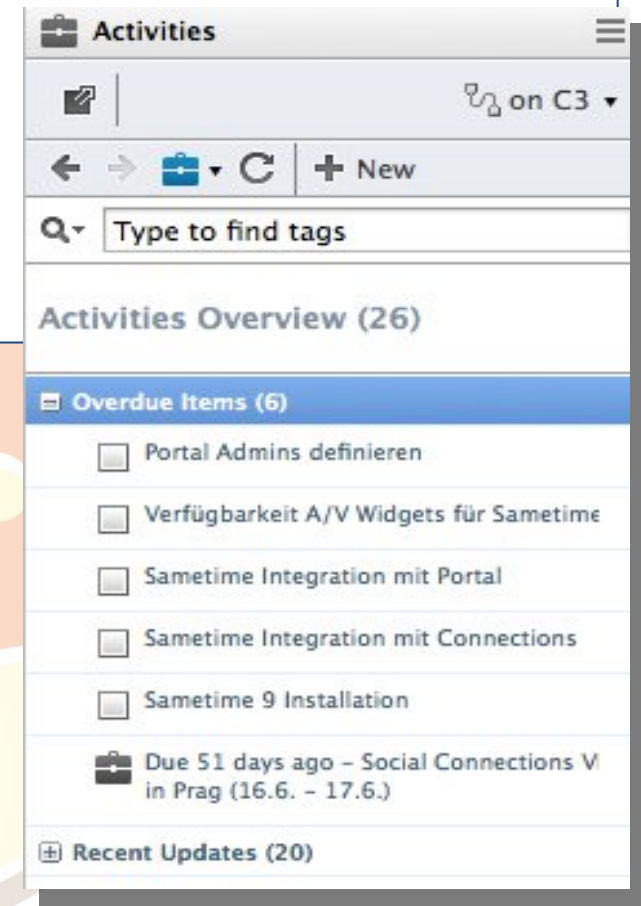 Activities
on C3
New
Type to find tags
Activities Overview (26)
Overdue Items (6)
Portal Admins definieren
Verfügbarkeit A/V Widgets für Sametime
Sametime Integration mit Portal
Sametime Integration mit Connections
Sametime 9 Installation
Due 51 days ago – Social Connections
in Prag (16.6. – 17.6.)
Recent Updates (20)